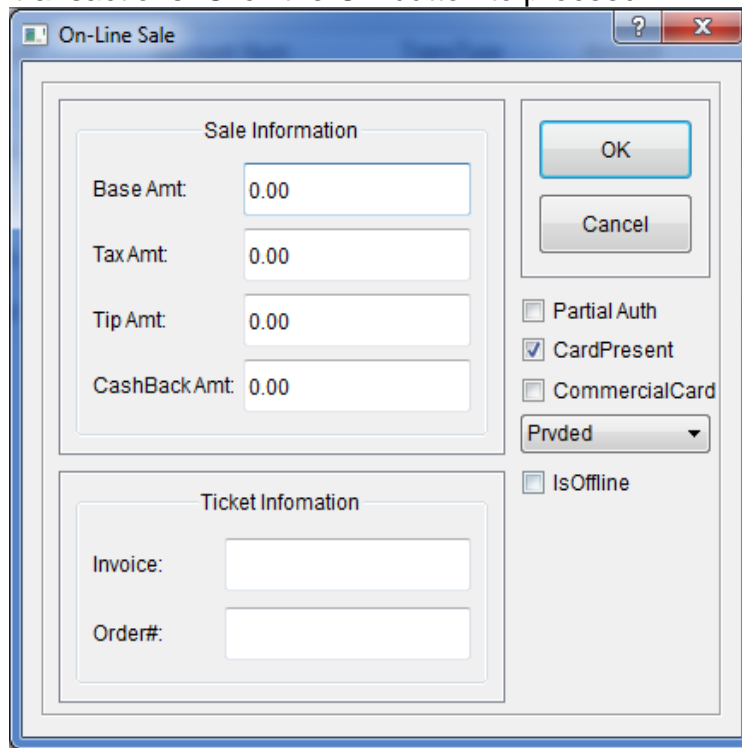 On-Line Sale
Sale Information
Base Amt: 0.00
Tax Amt: 0.00
Tip Amt: 0.00
CashBack Amt: 0.00
Ticket Infomation
Invoice:
Order#:
OK
Cancel
Partial Auth
CardPresent
CommercialCard
Prvded
IsOffline